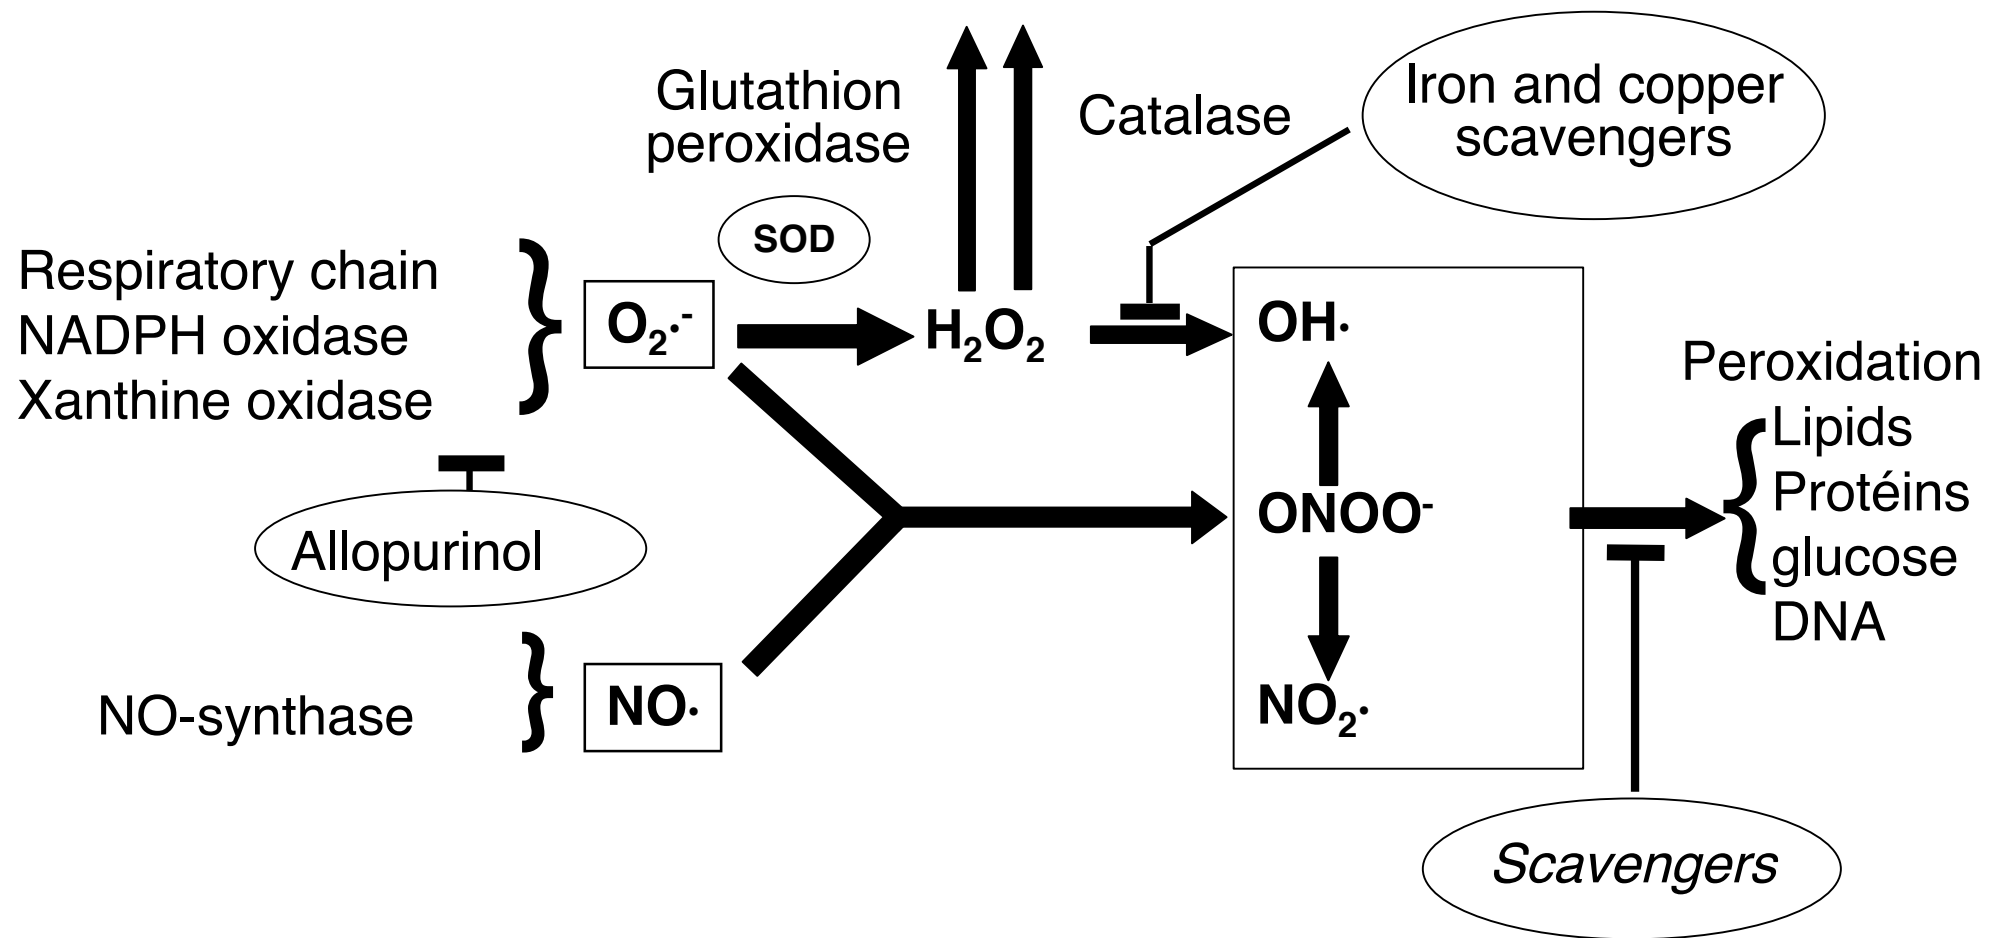 Glutathion
peroxidase
Catalase
Iron and copper
scavengers
SOD
Respiratory chain
NADPH oxidase
Xanthine oxidase
O₂·⁻
H₂O₂
OH·
Peroxidation
Lipids
Protéins
glucose
DNA
ONOO⁻
Allopurinol
NO-synthase
NO·
NO₂·
Scavengers